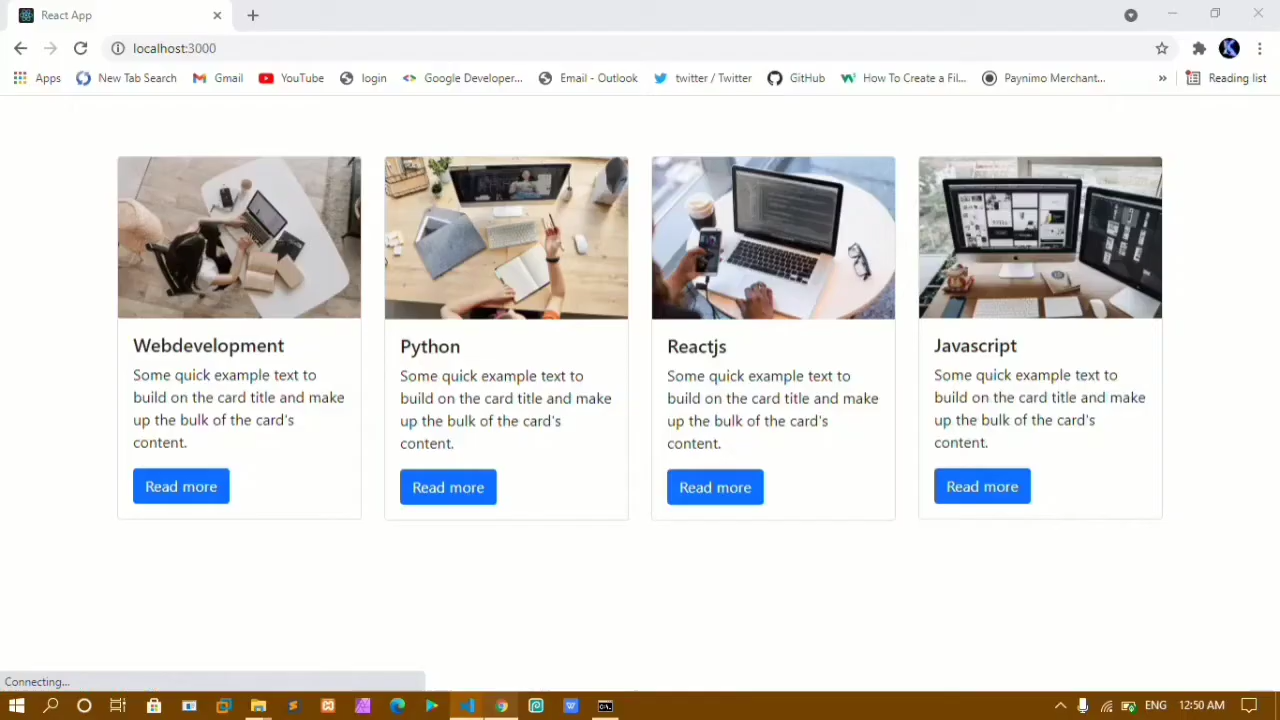 React App
localhost:3000
Apps
New Tab Search
Gmail
YouTube
login
Google Developer...
Email - Outlook
twitter / Twitter
GitHub
How To Create a Fil...
Paynimo Merchant...
»
Reading list
Webdevelopment
Some quick example text to
build on the card title and make
up the bulk of the card's
content.
Read more
Python
Some quick example text to
build on the card title and make
up the bulk of the card's
content.
Read more
Reactjs
Some quick example text to
build on the card title and make
up the bulk of the card's
content.
Read more
Javascript
Some quick example text to
build on the card title and make
up the bulk of the card's
content.
Read more
Connecting...
ENG
12:50 AM